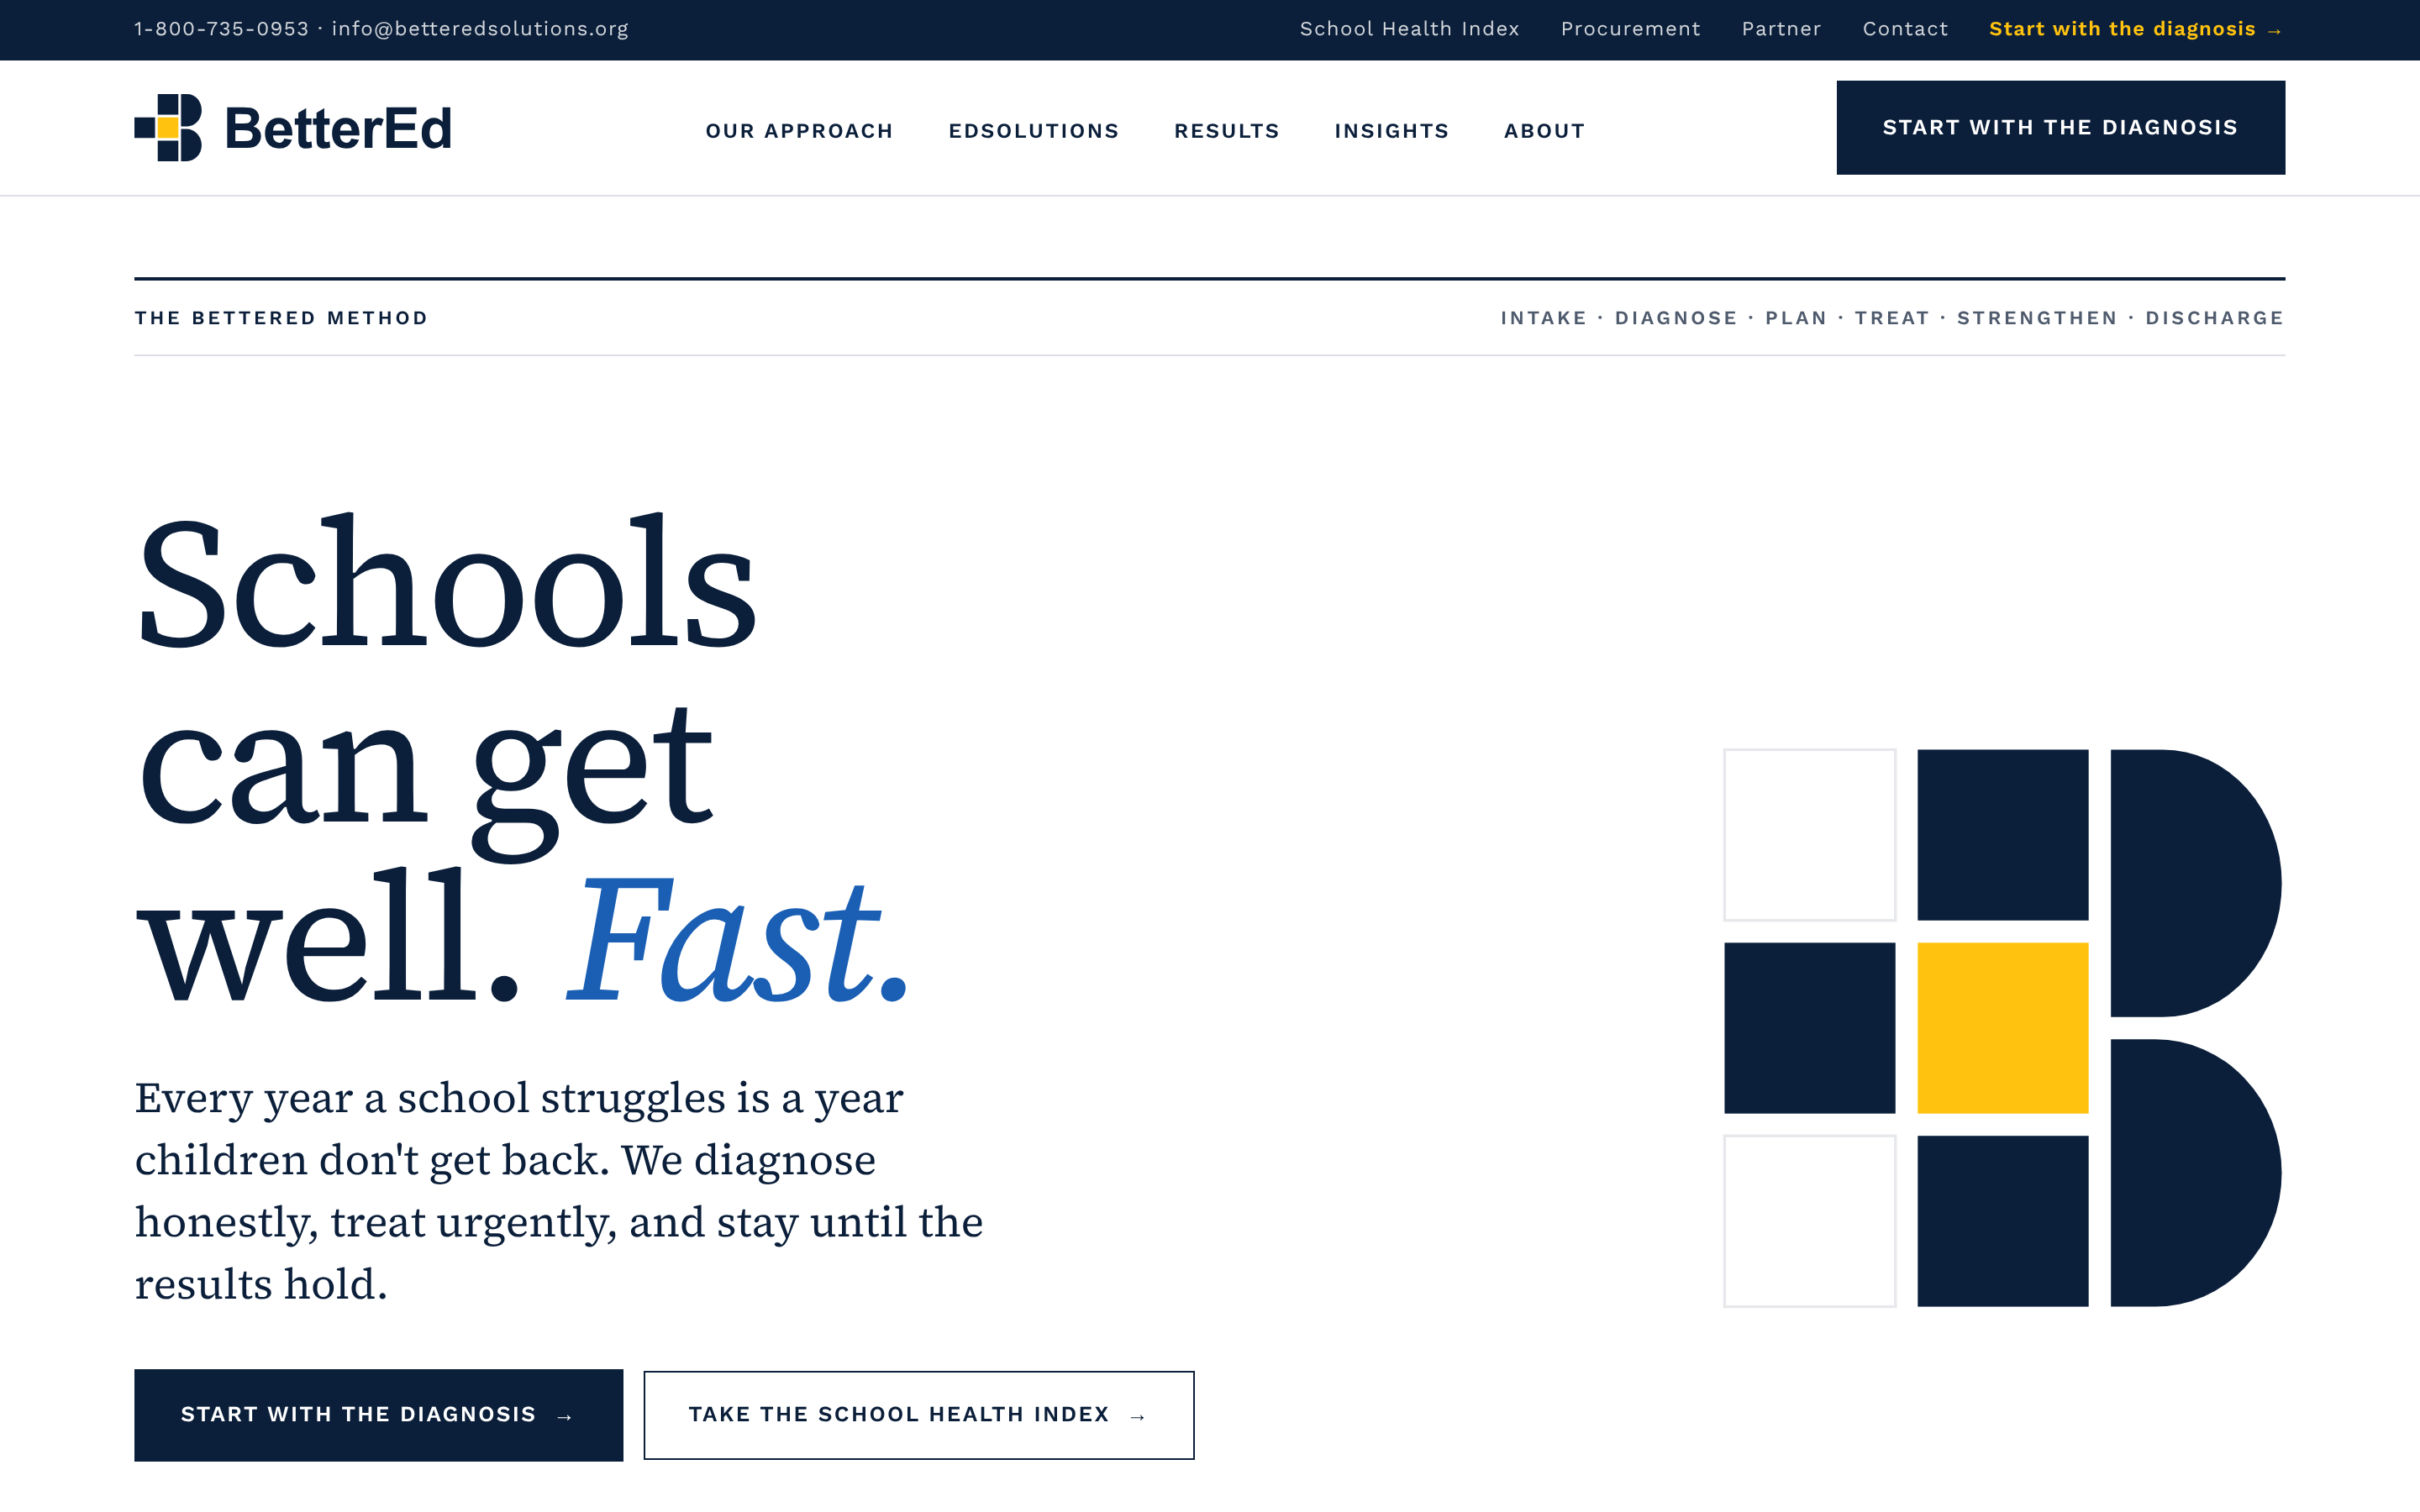 1-800-735-0953 · info@betteredsolutions.org
School Health Index Procurement Partner Contact Start with the diagnosis →
BetterEd
OUR APPROACH EDSOLUTIONS RESULTS INSIGHTS ABOUT
START WITH THE DIAGNOSIS
THE BETTERED METHOD
INTAKE · DIAGNOSE · PLAN · TREAT · STRENGTHEN · DISCHARGE
Schools
can get
well. Fast.
Every year a school struggles is a year
children don't get back. We diagnose
honestly, treat urgently, and stay until the
results hold.
START WITH THE DIAGNOSIS →
TAKE THE SCHOOL HEALTH INDEX →